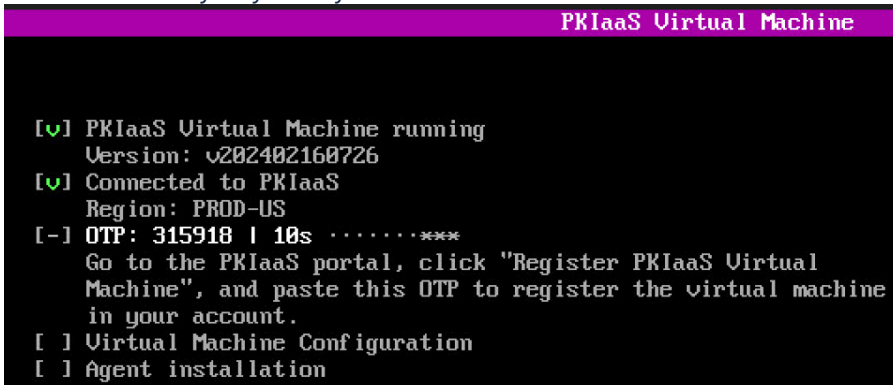 PKIaaS Virtual Machine
[v] PKIaaS Virtual Machine running
Version: v202402160726
[v] Connected to PKIaaS
Region: PROD-US
[-] OTP: 315918 | 10s ·······***
Go to the PKIaaS portal, click "Register PKIaaS Virtual
Machine", and paste this OTP to register the virtual machine
in your account.
[ ] Virtual Machine Configuration
[ ] Agent installation